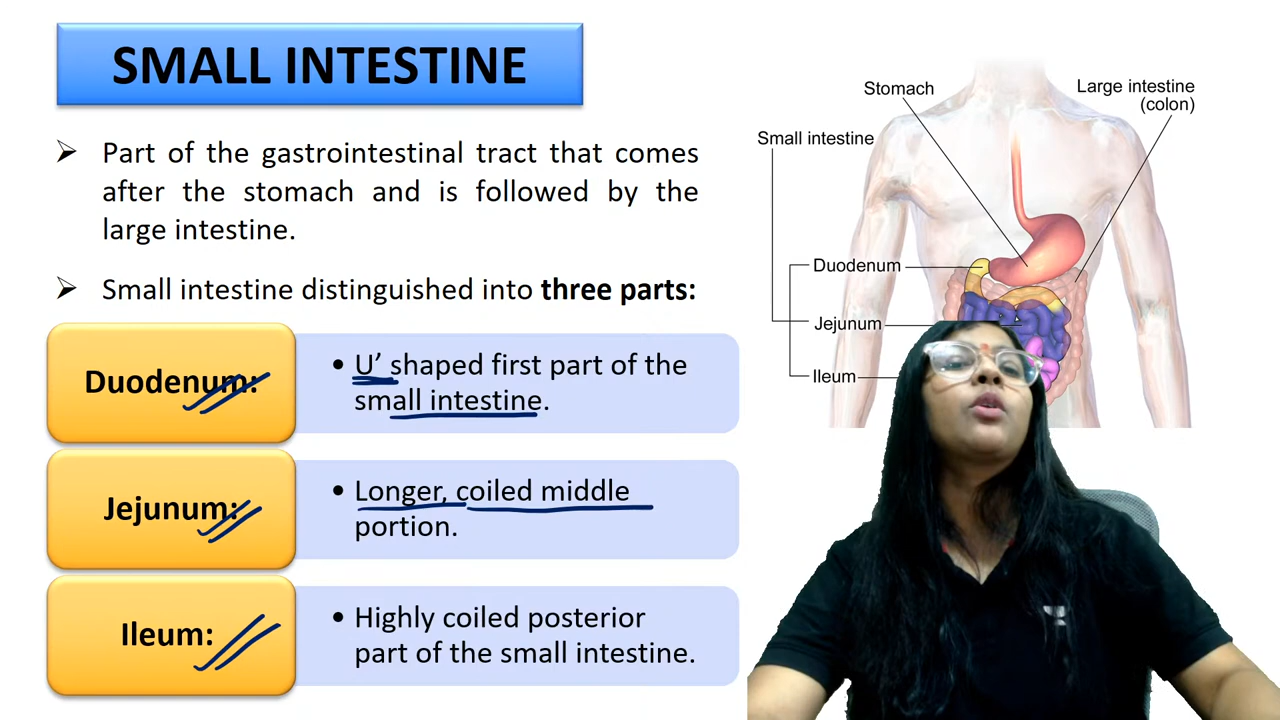 SMALL INTESTINE
Part of the gastrointestinal tract that comes
after the stomach and is followed by the
large intestine.
Small intestine distinguished into three parts:
Duodenum:
• U’ shaped first part of the
small intestine.
Jejunum:
• Longer, coiled middle
portion.
Ileum:
• Highly coiled posterior
part of the small intestine.
Stomach
Large intestine
(colon)
Small intestine
Duodenum
Jejunum
Ileum